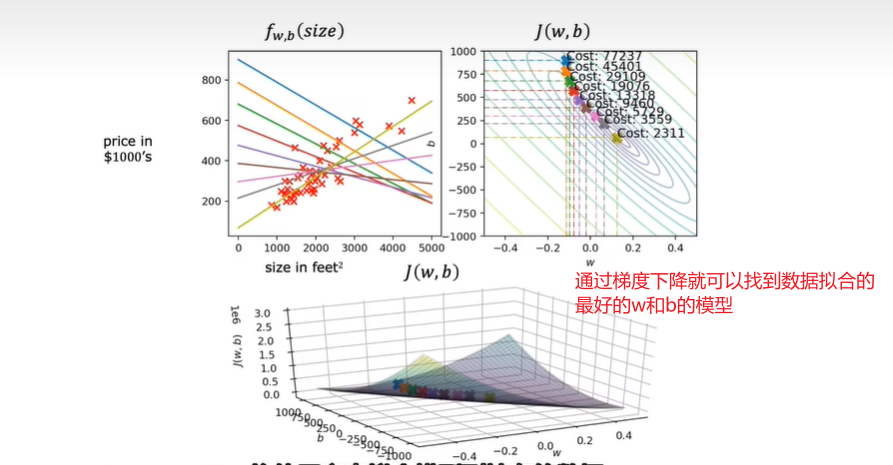 f_{w,b}(size)
J(w,b)
1000
Cost: 77237
Cost: 45401
Cost: 29109
Cost: 19076
Cost: 13318
Cost: 9460
Cost: 5729
Cost: 3559
Cost: 2311
750
500
250
0
−250
−500
−750
−1000
b
−0.4 −0.2 0.0 0.2 0.4
w
800
600
400
200
price in
$1000's
0 1000 2000 3000 4000 5000
size in feet²
J(w,b)
通过梯度下降就可以找到数据拟合的
最好的w和b的模型
1e6
J(w,b)
3.0
2.5
2.0
1.5
1.0
0.5
0.0
1000
750
500
250
0
−250
−500
−750
−1000
b
−0.4 −0.2 0.0 0.2 0.4
w